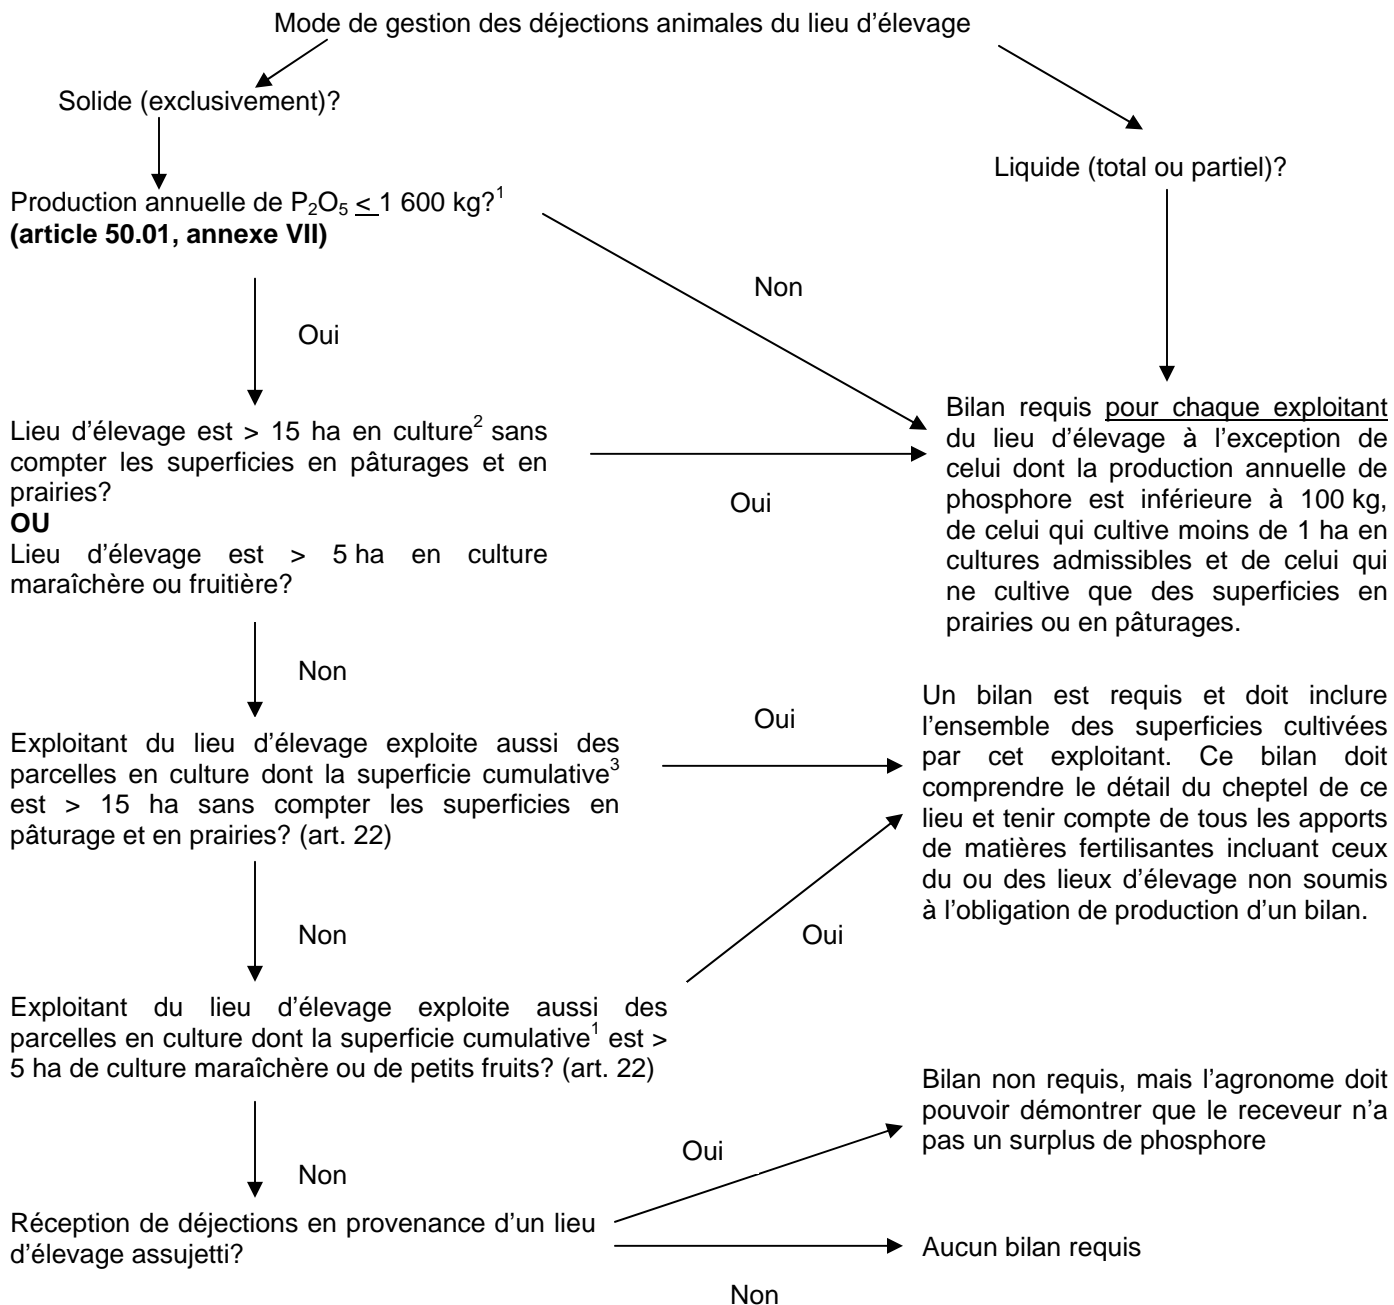 Mode de gestion des déjections animales du lieu d’élevage
Solide (exclusivement)?
Liquide (total ou partiel)?
Production annuelle de P₂O₅ ≤ 1 600 kg?¹
(article 50.01, annexe VII)
Non
Oui
Lieu d’élevage est > 15 ha en culture² sans
compter les superficies en pâturages et en
prairies?
OU
Lieu d’élevage est > 5 ha en culture
maraîchère ou fruitière?
Oui
Bilan requis pour chaque exploitant
du lieu d’élevage à l’exception de
celui dont la production annuelle de
phosphore est inférieure à 100 kg,
de celui qui cultive moins de 1 ha en
cultures admissibles et de celui qui
ne cultive que des superficies en
prairies ou en pâturages.
Non
Exploitant du lieu d’élevage exploite aussi des
parcelles en culture dont la superficie cumulative³
est > 15 ha sans compter les superficies en
pâturage et en prairies? (art. 22)
Oui
Un bilan est requis et doit inclure
l’ensemble des superficies cultivées
par cet exploitant. Ce bilan doit
comprendre le détail du cheptel de ce
lieu et tenir compte de tous les apports
de matières fertilisantes incluant ceux
du ou des lieux d’élevage non soumis
à l’obligation de production d’un bilan.
Non
Oui
Exploitant du lieu d’élevage exploite aussi des
parcelles en culture dont la superficie cumulative¹ est >
5 ha de culture maraîchère ou de petits fruits? (art. 22)
Non
Oui
Bilan non requis, mais l’agronome doit
pouvoir démontrer que le receveur n’a
pas un surplus de phosphore
Réception de déjections en provenance d’un lieu
d’élevage assujetti?
Aucun bilan requis
Non